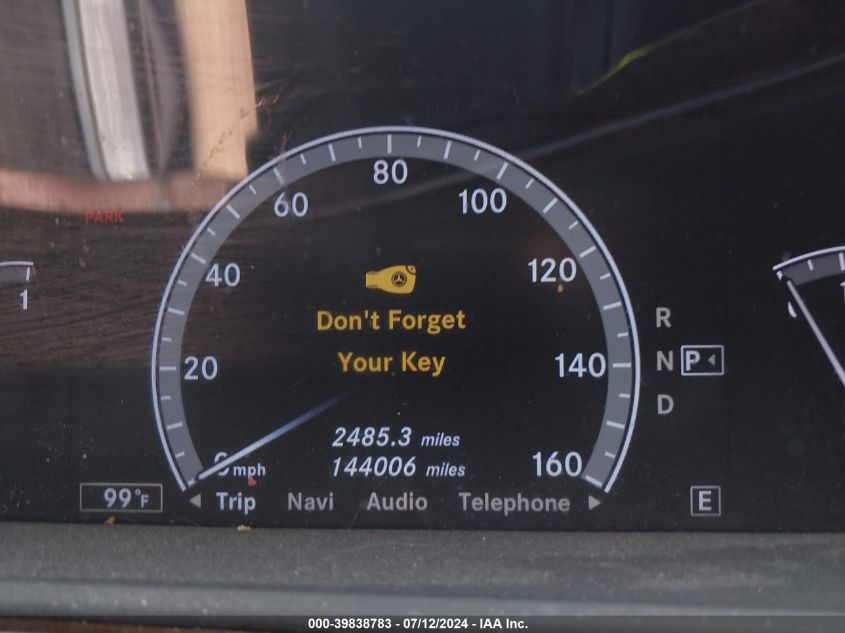 80
60
100
40
120
PARK
1
Don't Forget
R
Your Key
20
140
N P
D
2485.3 miles
0 mph
144006 miles
160
99°F
Trip Navi Audio Telephone
E
000-39838783 - 07/12/2024 - IAA Inc.